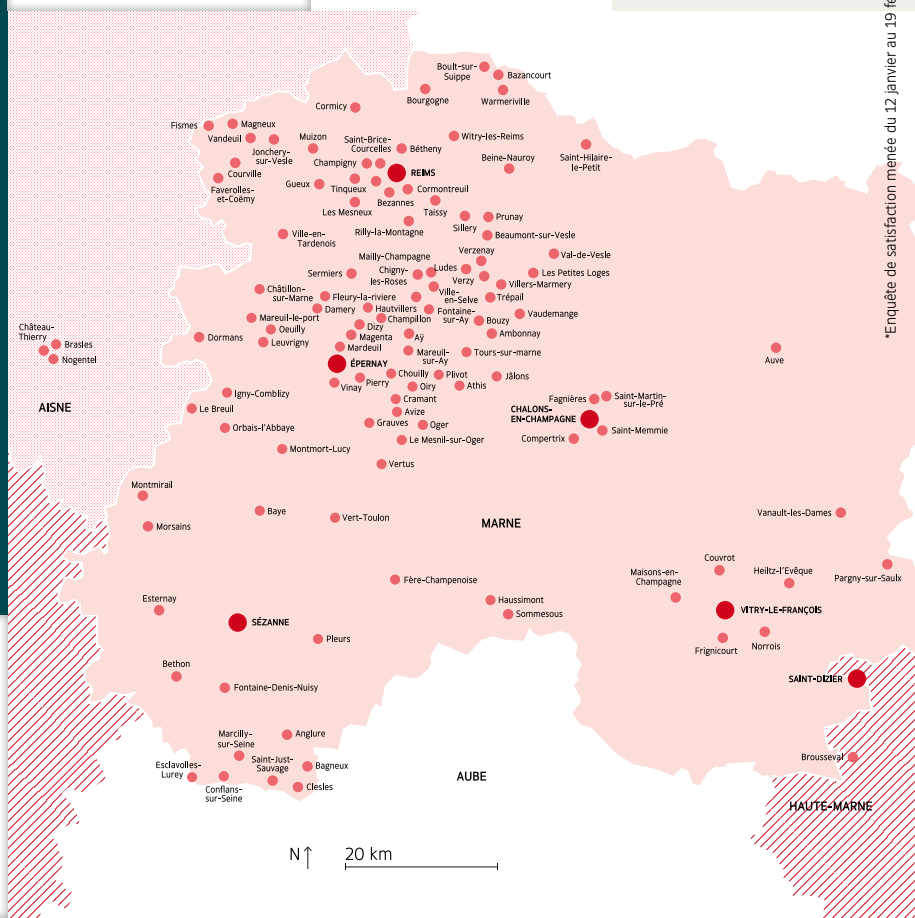 *Enquête de satisfaction menée du 12 janvier au 19
Boult-sur-
Suippe
Bazancourt
Bourgogne
Warmeriville
Cormicy
Fismes
Magneux
Vandeuil
Muizon
Saint-Brice-
Courcelles
Bétheny
Witry-les-Reims
Jonchery-
sur-Vesle
Champigny
Beine-Nauroy
Saint-Hilaire-
le-Petit
Courville
REIMS
Faverolles-
et-Coëmy
Gueux
Tinqueux
Cormontreuil
Bezannes
Les Mesneux
Taissy
Rilly-la-Montagne
Sillery
Prunay
Ville-en-
Tardenois
Beaumont-sur-Vesle
Verzenay
Val-de-Vesle
Mailly-Champagne
Sermiers
Chigny-
les-Roses
Ludes
Verzy
Les Petites Loges
Villers-Marmery
Châtillon-
sur-Marne
Fleury-la-riviere
Ville-
en-Selve
Trépail
Damery
Hautvillers
Fontaine-
sur-Ay
Vaudemange
Mareuil-le-port
Champillon
Bouzy
Oeuilly
Dizy
Magenta
Aÿ
Ambonnay
Dormans
Leuvrigny
Mardeuil
Mareuil-
sur-Ay
Tours-sur-marne
Château-
Thierry
Brasles
Nogentel
Auve
ÉPERNAY
Chouilly
Plivot
Jâlons
Vinay
Pierry
Oiry
Athis
AISNE
Igny-Comblizy
Cramant
Fagnières
Saint-Martin-
sur-le-Pré
Le Breuil
Avize
CHALONS-
EN-CHAMPAGNE
Orbais-l'Abbaye
Grauves
Oger
Saint-Memmie
Le Mesnil-sur-Oger
Compertrix
Montmort-Lucy
Vertus
Montmirail
Baye
Vert-Toulon
MARNE
Vanault-les-Dames
Morsains
Couvrot
Maisons-en-
Champagne
Heiltz-l'Evêque
Pargny-sur-Saulx
Fère-Champenoise
Esternay
Haussimont
Sommesous
VITRY-LE-FRANÇOIS
SÉZANNE
Pleurs
Frignicourt
Norrois
Bethon
SAINT-DIZIER
Fontaine-Denis-Nuisy
Marcilly-
sur-Seine
Anglure
Brousseval
Esclavolles-
Lurey
Saint-Just-
Sauvage
Bagneux
AUBE
Conflans-
sur-Seine
Clesles
HAUTE-MARNE
N↑
20 km